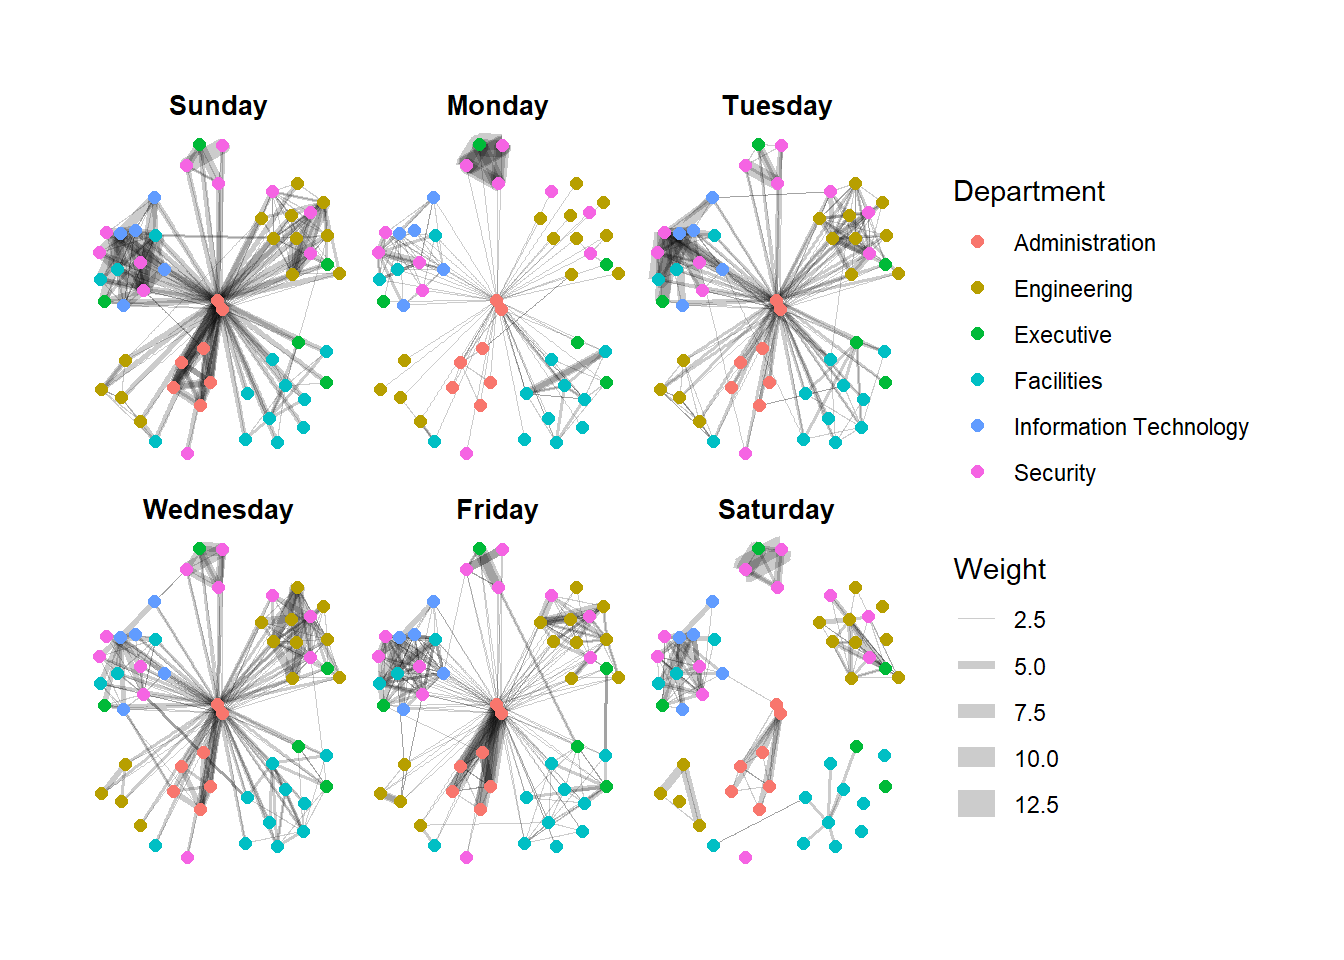 Sunday
Monday
Tuesday
Wednesday
Friday
Saturday
Department
Administration
Engineering
Executive
Facilities
Information Technology
Security
Weight
2.5
5.0
7.5
10.0
12.5